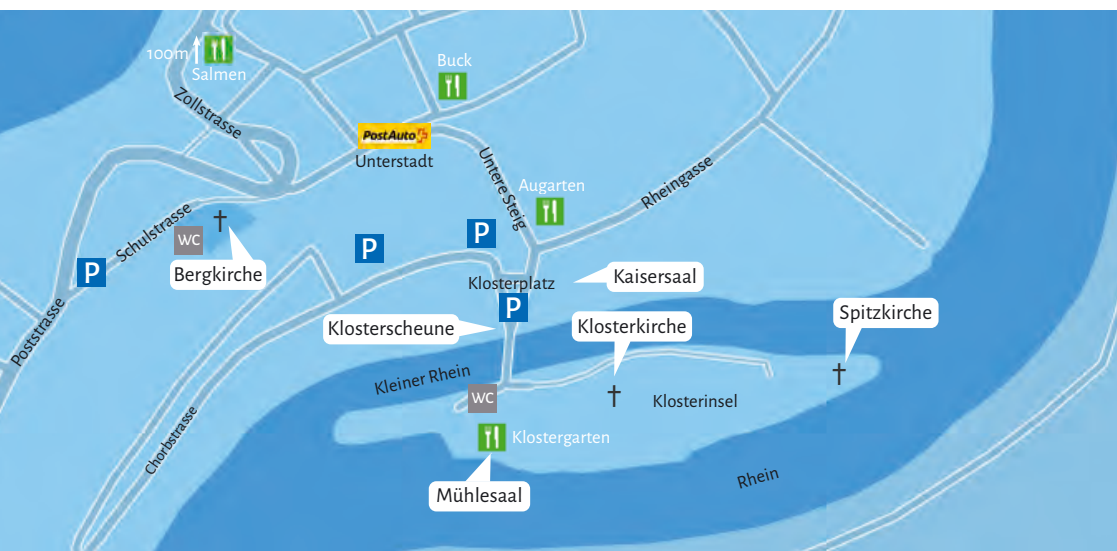 100m
Salmen
Buck
Zollstrasse
PostAuto
Unterstadt
Untere Steig
Augarten
Rheingasse
Schulstrasse
WC
P
P
P
Bergkirche
Klosterplatz
Kaisersaal
P
Poststrasse
Klosterscheune
Klosterkirche
Spitzkirche
Kleiner Rhein
WC
Klosterinsel
Chorbstrasse
Klostergarten
Rhein
Mühlesaal